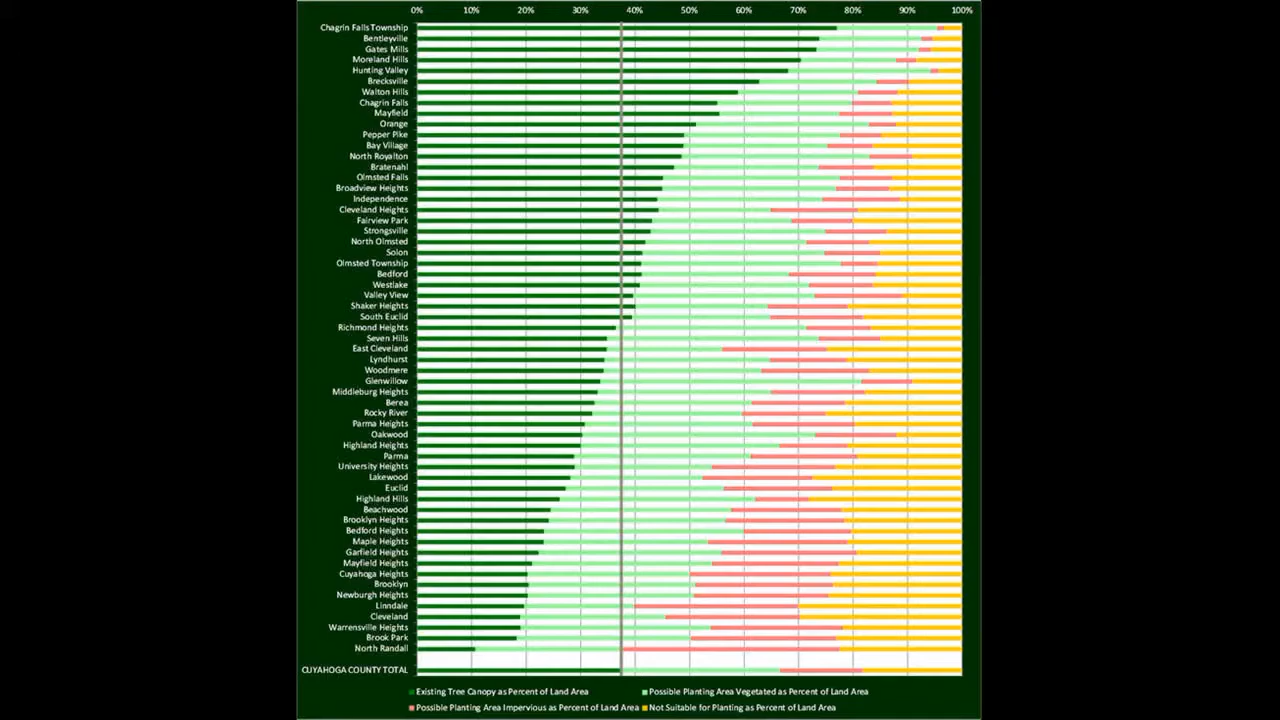 0% 10% 20% 30% 40% 50% 60% 70% 80% 90% 100%
Chagrin Falls Township
Bentleyville
Gates Mills
Moreland Hills
Hunting Valley
Brecksville
Walton Hills
Chagrin Falls
Mayfield
Orange
Pepper Pike
Bay Village
North Royalton
Bratenahl
Olmsted Falls
Broadview Heights
Independence
Cleveland Heights
Fairview Park
Strongsville
North Olmsted
Solon
Olmsted Township
Bedford
Westlake
Valley View
Shaker Heights
South Euclid
Richmond Heights
Seven Hills
East Cleveland
Lyndhurst
Woodmere
Glenwillow
Middleburg Heights
Berea
Rocky River
Parma Heights
Oakwood
Highland Heights
Parma
University Heights
Lakewood
Euclid
Highland Hills
Beachwood
Brooklyn Heights
Bedford Heights
Maple Heights
Garfield Heights
Mayfield Heights
Cuyahoga Heights
Brooklyn
Newburgh Heights
Linndale
Cleveland
Warrensville Heights
Brook Park
North Randall
CUYAHOGA COUNTY TOTAL
Existing Tree Canopy as Percent of Land Area Possible Planting Area Vegetated as Percent of Land Area
Possible Planting Area Impervious as Percent of Land Area Not Suitable for Planting as Percent of Land Area